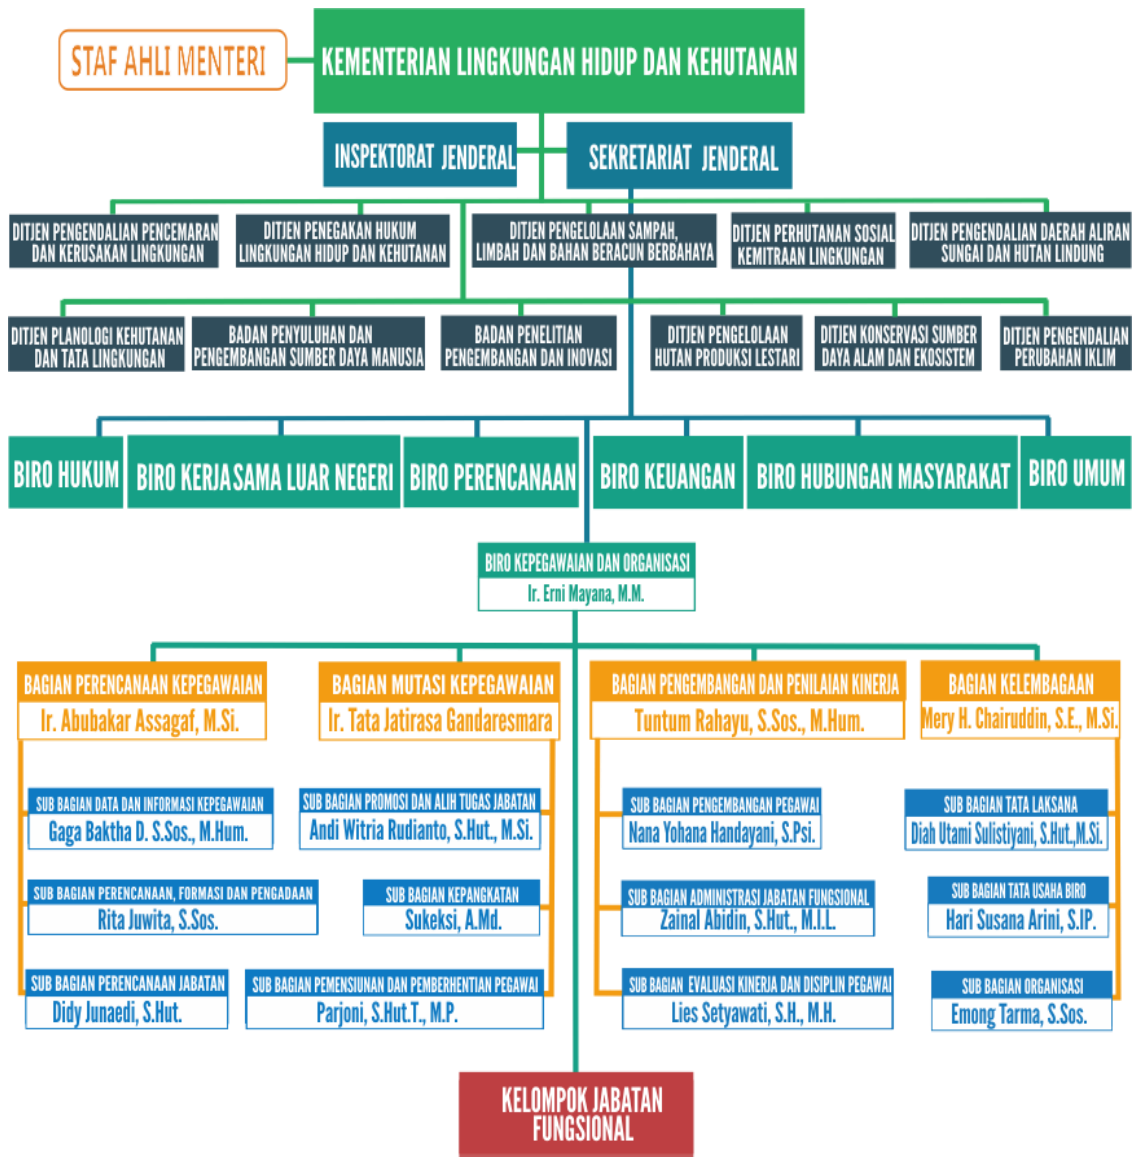 STAF AHLI MENTERI
KEMENTERIAN LINGKUNGAN HIDUP DAN KEHUTANAN
INSPEKTORAT JENDERAL
SEKRETARIAT JENDERAL
DITJEN PENGENDALIAN PENCEMARAN
DAN KERUSAKAN LINGKUNGAN
DITJEN PENEGAKAN HUKUM
LINGKUNGAN HIDUP DAN KEHUTANAN
DITJEN PENGELOLAAN SAMPAH,
LIMBAH DAN BAHAN BERACUN BERBAHAYA
DITJEN PERHUTANAN SOSIAL
KEMITRAAN LINGKUNGAN
DITJEN PENGENDALIAN DAERAH ALIRAN
SUNGAI DAN HUTAN LINDUNG
DITJEN PLANOLOGI KEHUTANAN
DAN TATA LINGKUNGAN
BADAN PENYULUHAN DAN
PENGEMBANGAN SUMBER DAYA MANUSIA
BADAN PENELITIAN
PENGEMBANGAN DAN INOVASI
DITJEN PENGELOLAAN
HUTAN PRODUKSI LESTARI
DITJEN KONSERVASI SUMBER
DAYA ALAM DAN EKOSISTEM
DITJEN PENGENDALIAN
PERUBAHAN IKLIM
BIRO HUKUM
BIRO KERJASAMA LUAR NEGERI
BIRO PERENCANAAN
BIRO KEUANGAN
BIRO HUBUNGAN MASYARAKAT
BIRO UMUM
BIRO KEPEGAWAIAN DAN ORGANISASI
Ir. Erni Mayana, M.M.
BAGIAN PERENCANAAN KEPEGAWAIAN
Ir. Abubakar Assagaf, M.Si.
BAGIAN MUTASI KEPEGAWAIAN
Ir. Tata Jatirasa Gandaresmara
BAGIAN PENGEMBANGAN DAN PENILAIAN KINERJA
Tuntum Rahayu, S.Sos., M.Hum.
BAGIAN KELEMBAGAAN
Mery H. Chairuddin, S.E., M.Si.
SUB BAGIAN DATA DAN INFORMASI KEPEGAWAIAN
Gaga Baktha D. S.Sos., M.Hum.
SUB BAGIAN PROMOSI DAN ALIH TUGAS JABATAN
Andi Witria Rudianto, S.Hut., M.Si.
SUB BAGIAN PENGEMBANGAN PEGAWAI
Nana Yohana Handayani, S.Psi.
SUB BAGIAN TATA LAKSANA
Diah Utami Sulistiyani, S.Hut.,M.Si.
SUB BAGIAN PERENCANAAN, FORMASI DAN PENGADAAN
Rita Juwita, S.Sos.
SUB BAGIAN KEPANGKATAN
Sukeksi, A.Md.
SUB BAGIAN ADMINISTRASI JABATAN FUNGSIONAL
Zainal Abidin, S.Hut., M.I.L.
SUB BAGIAN TATA USAHA BIRO
Hari Susana Arini, S.IP.
SUB BAGIAN PERENCANAAN JABATAN
Didy Junaedi, S.Hut.
SUB BAGIAN PEMENSIUNAN DAN PEMBERHENTIAN PEGAWAI
Parjoni, S.Hut.T., M.P.
SUB BAGIAN EVALUASI KINERJA DAN DISIPLIN PEGAWAI
Lies Setyawati, S.H., M.H.
SUB BAGIAN ORGANISASI
Emong Tarma, S.Sos.
KELOMPOK JABATAN
FUNGSIONAL